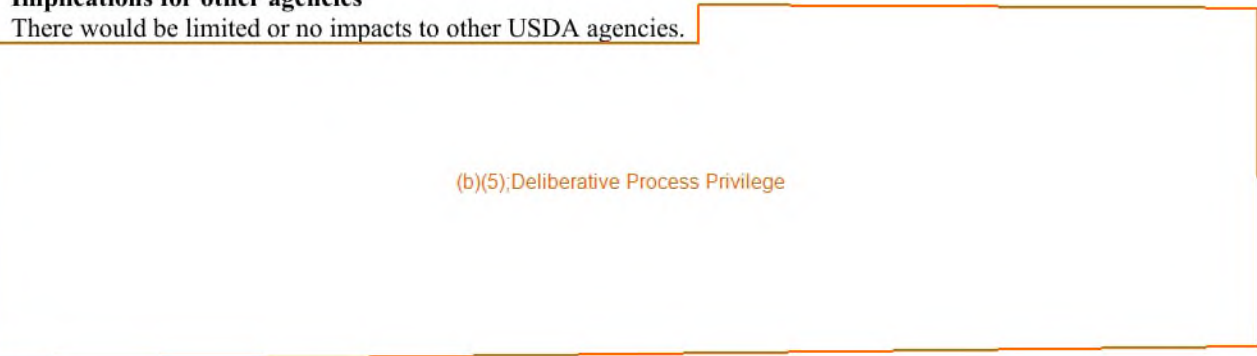 Implications for other agencies
There would be limited or no impacts to other USDA agencies.
(b)(5);Deliberative Process Privilege